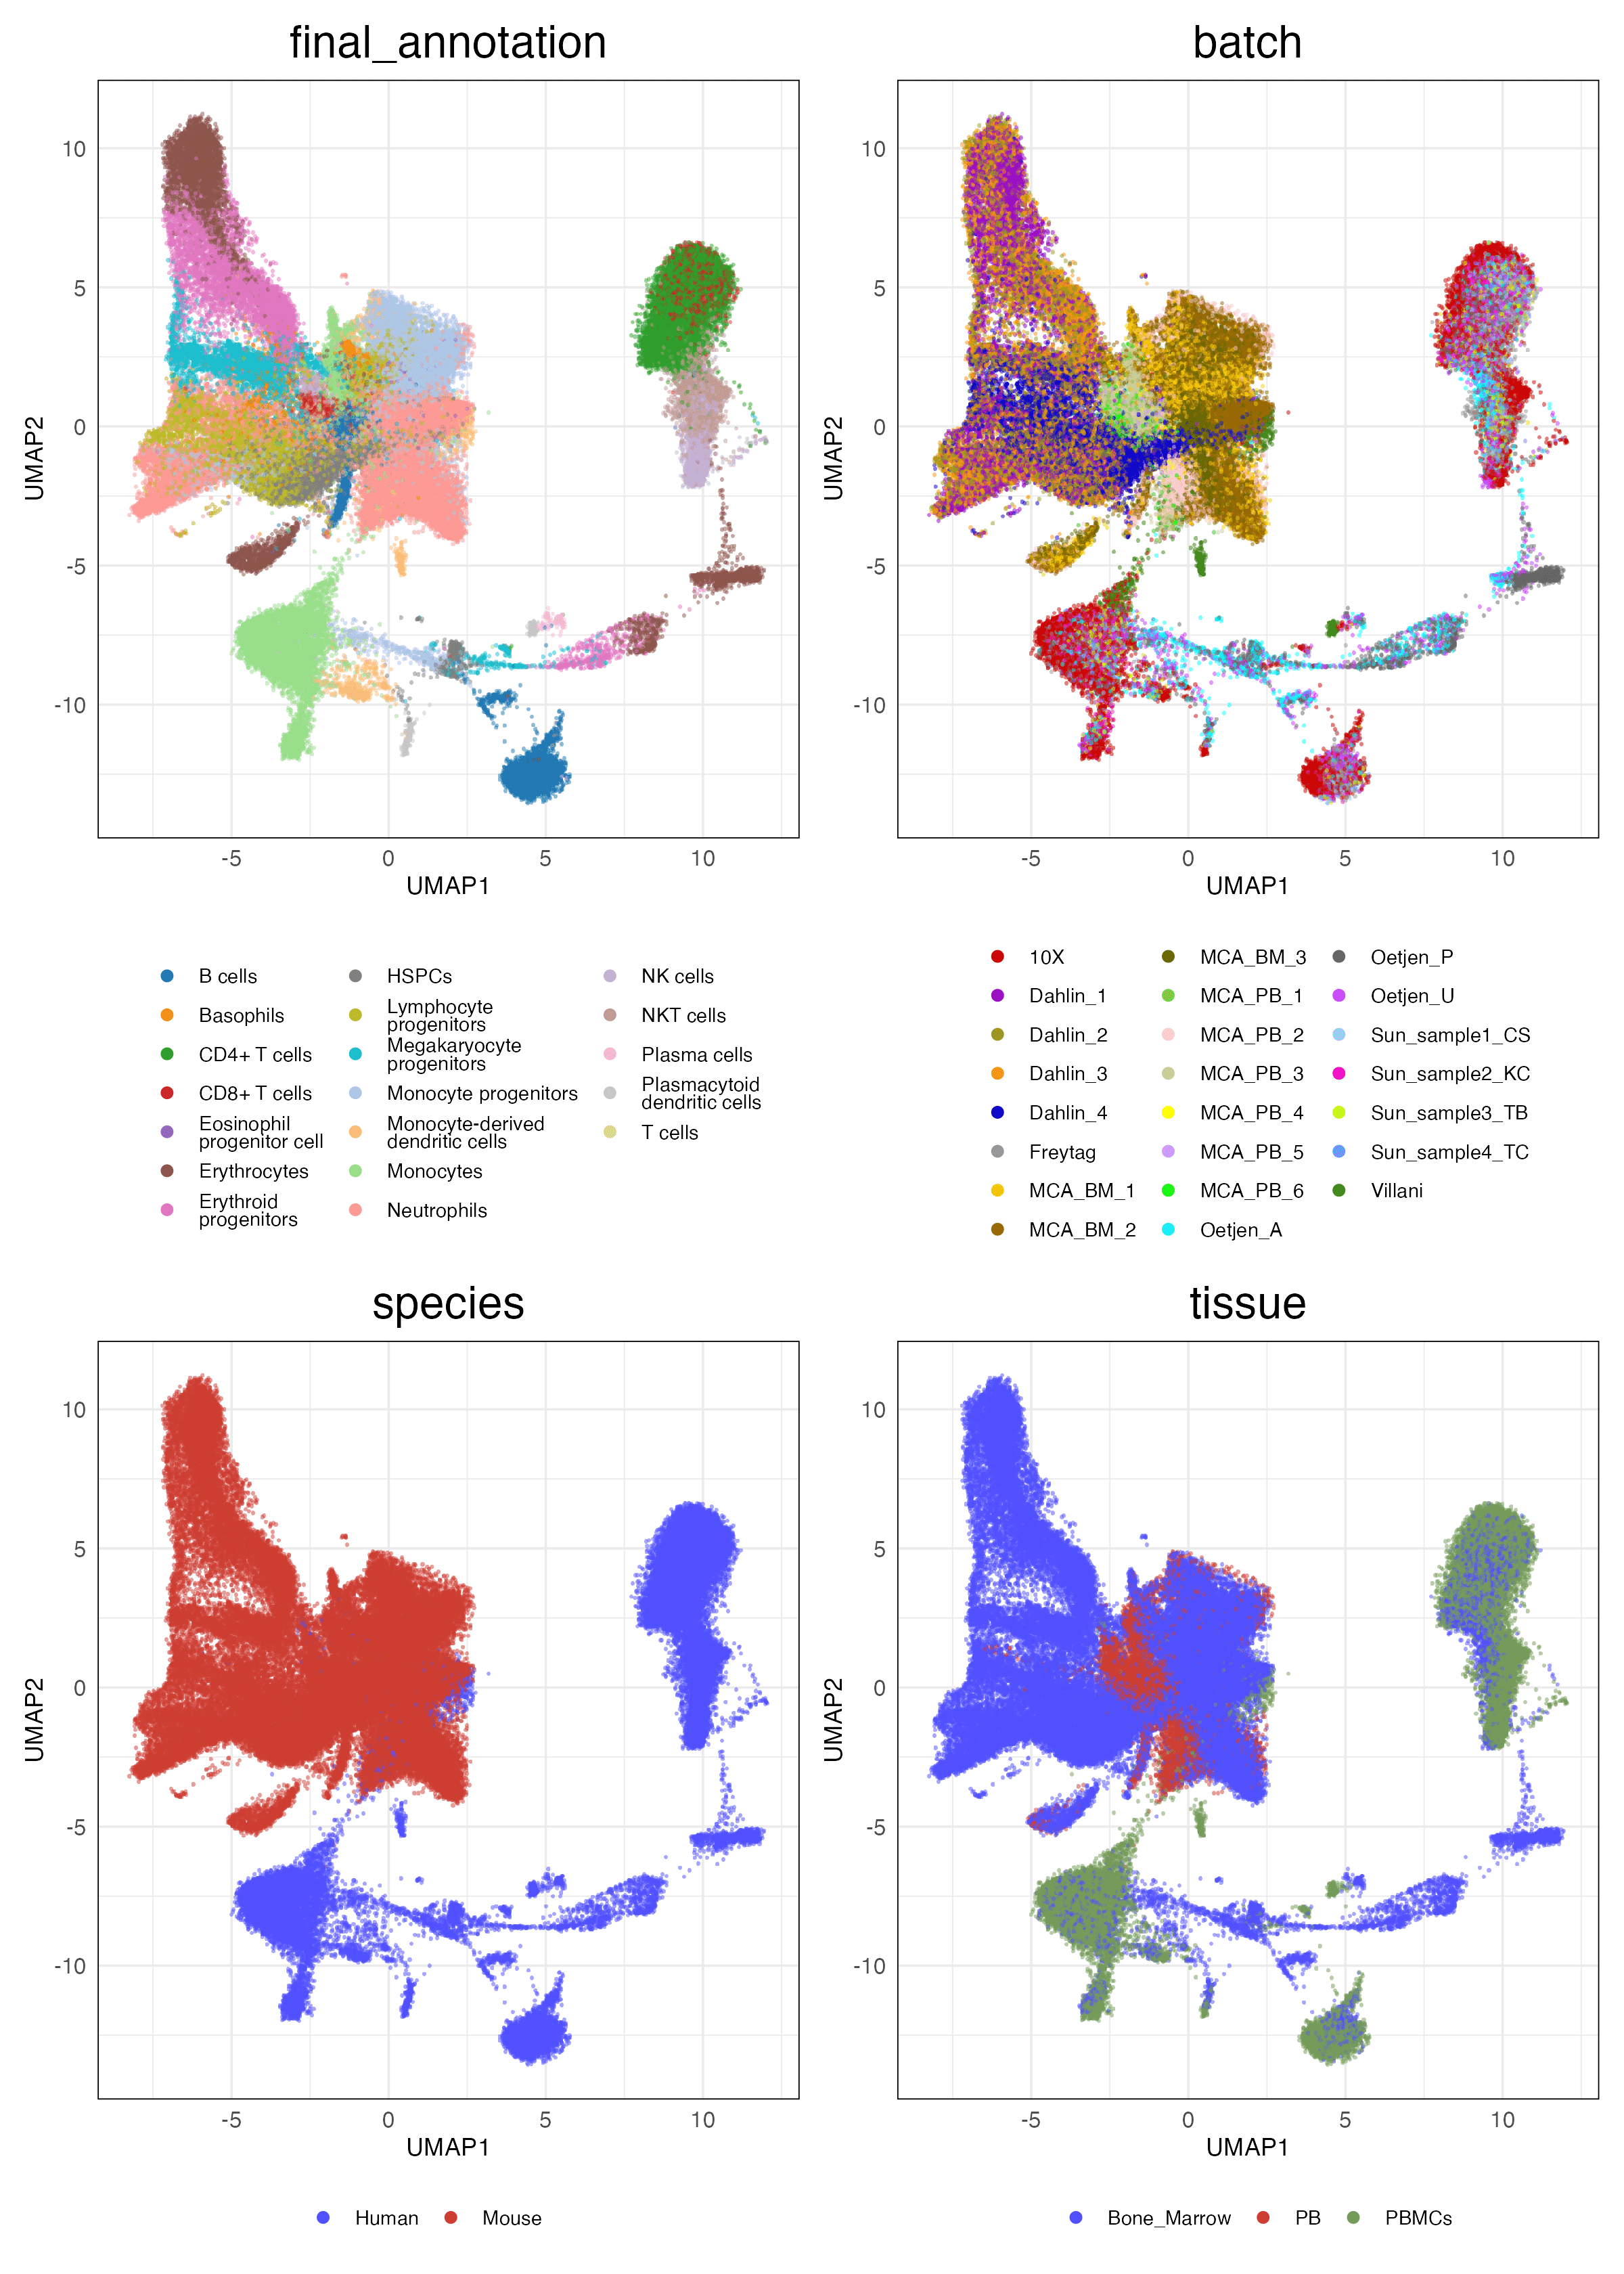 final_annotation
batch
10
5
0
-5
-10
UMAP2
-5
0
5
10
UMAP1
10
5
0
-5
-10
UMAP2
-5
0
5
10
UMAP1
B cells
Basophils
CD4+ T cells
CD8+ T cells
Eosinophil
progenitor cell
Erythrocytes
Erythroid
progenitors
HSPCs
Lymphocyte
progenitors
Megakaryocyte
progenitors
Monocyte progenitors
Monocyte-derived
dendritic cells
Monocytes
Neutrophils
NK cells
NKT cells
Plasma cells
Plasmacytoid
dendritic cells
T cells
10X
Dahlin_1
Dahlin_2
Dahlin_3
Dahlin_4
Freytag
MCA_BM_1
MCA_BM_2
MCA_BM_3
MCA_PB_1
MCA_PB_2
MCA_PB_3
MCA_PB_4
MCA_PB_5
MCA_PB_6
Oetjen_A
Oetjen_P
Oetjen_U
Sun_sample1_CS
Sun_sample2_KC
Sun_sample3_TB
Sun_sample4_TC
Villani
species
tissue
10
5
0
-5
-10
UMAP2
-5
0
5
10
UMAP1
10
5
0
-5
-10
UMAP2
-5
0
5
10
UMAP1
Human
Mouse
Bone_Marrow
PB
PBMCs